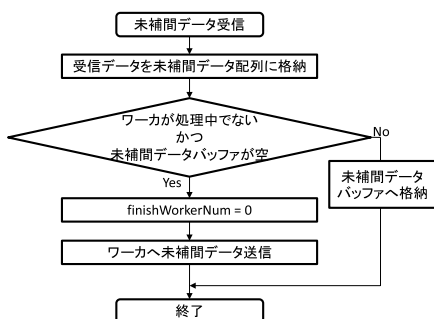 未補間データ受信
受信データを未補間データ配列に格納
ワーカが処理中でない
かつ
未補間データバッファが空
No
Yes
未補間データ
バッファへ格納
finishWorkerNum = 0
ワーカへ未補間データ送信
終了